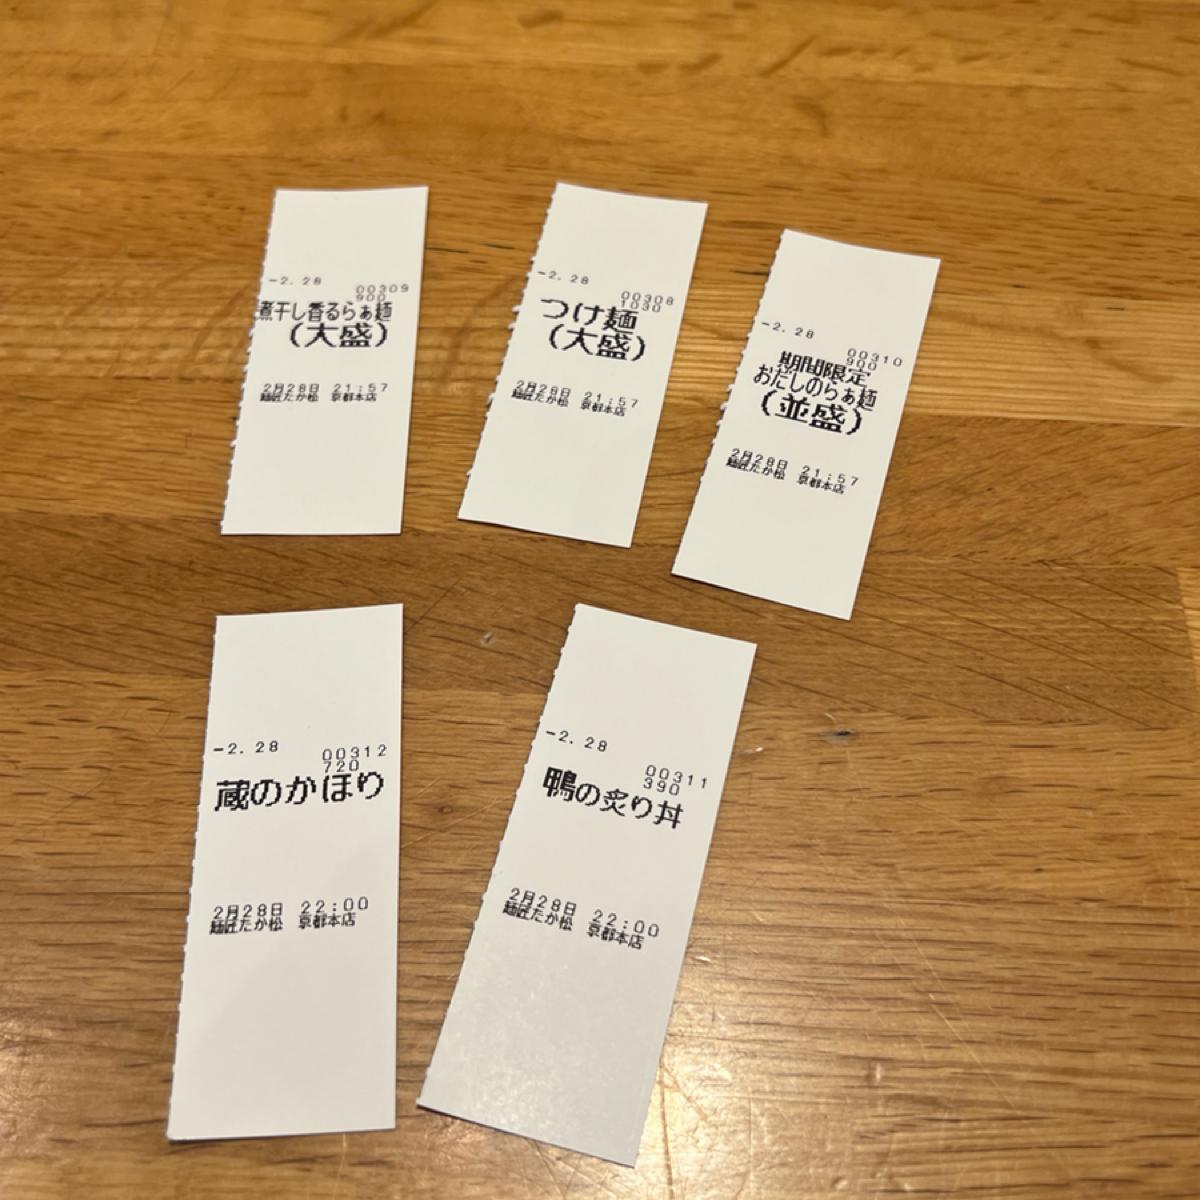 -2.28
00309
900
煮干し香るらぁ麺
(大盛)
2月28日 21:57
麺匠たか松 京都本店
-2.28
00308
1030
つけ麺
(大盛)
2月28日 21:57
麺匠たか松 京都本店
-2.28
00310
900
期間限定
おだしのらぁ麺
(並盛)
2月28日 21:57
麺匠たか松 京都本店
-2.28
00312
720
蔵のかほり
2月28日 22:00
麺匠たか松 京都本店
-2.28
00311
390
鴨の炙り丼
2月28日 22:00
麺匠たか松 京都本店